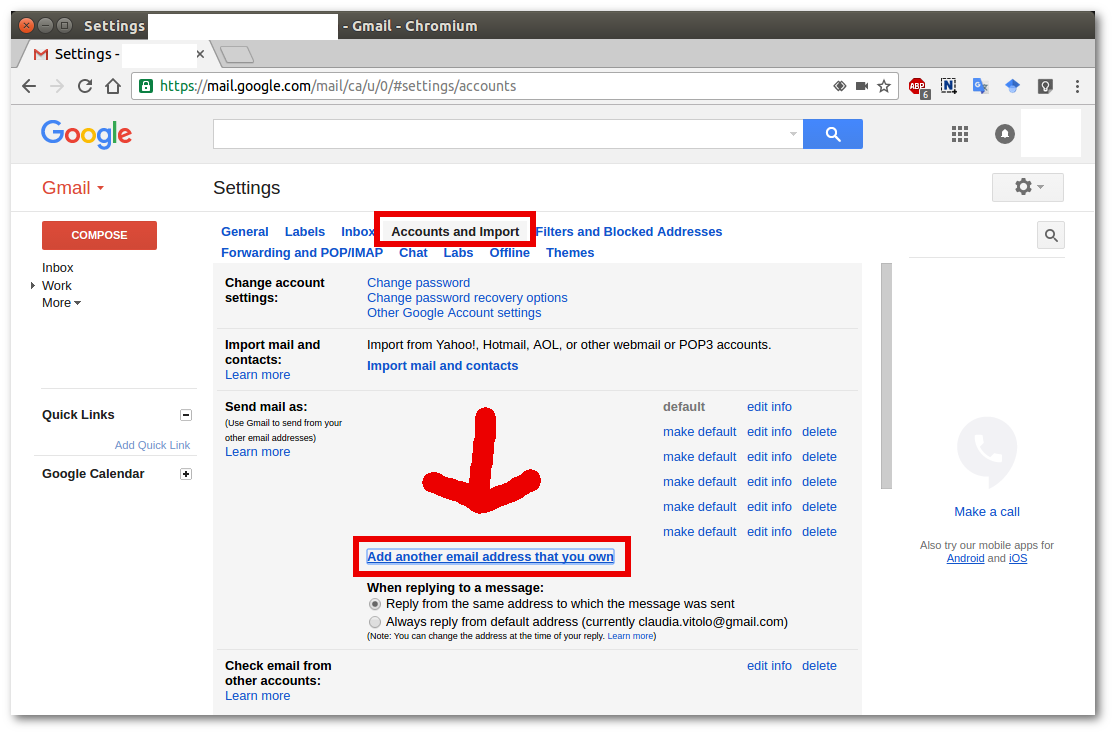 Settings - Gmail - Chromium
Settings -
https://mail.google.com/mail/ca/u/0/#settings/accounts
ABP 6 N
Google
Gmail Settings
COMPOSE
Inbox
Work
More
Quick Links
Add Quick Link
Google Calendar
General Labels Inbox Accounts and Import Filters and Blocked Addresses
Forwarding and POP/IMAP Chat Labs Offline Themes
Change account
settings:
Change password
Change password recovery options
Other Google Account settings
Import mail and
contacts:
Learn more
Import from Yahoo!, Hotmail, AOL, or other webmail or POP3 accounts.
Import mail and contacts
Send mail as:
(Use Gmail to send from your
other email addresses)
Learn more
default edit info
make default edit info delete
make default edit info delete
make default edit info delete
make default edit info delete
make default edit info delete
Add another email address that you own
When replying to a message:
Reply from the same address to which the message was sent
Always reply from default address (currently claudia.vitolo@gmail.com)
(Note: You can change the address at the time of your reply. Learn more)
Check email from
other accounts:
Learn more
edit info delete
Make a call
Also try our mobile apps for
Android and iOS